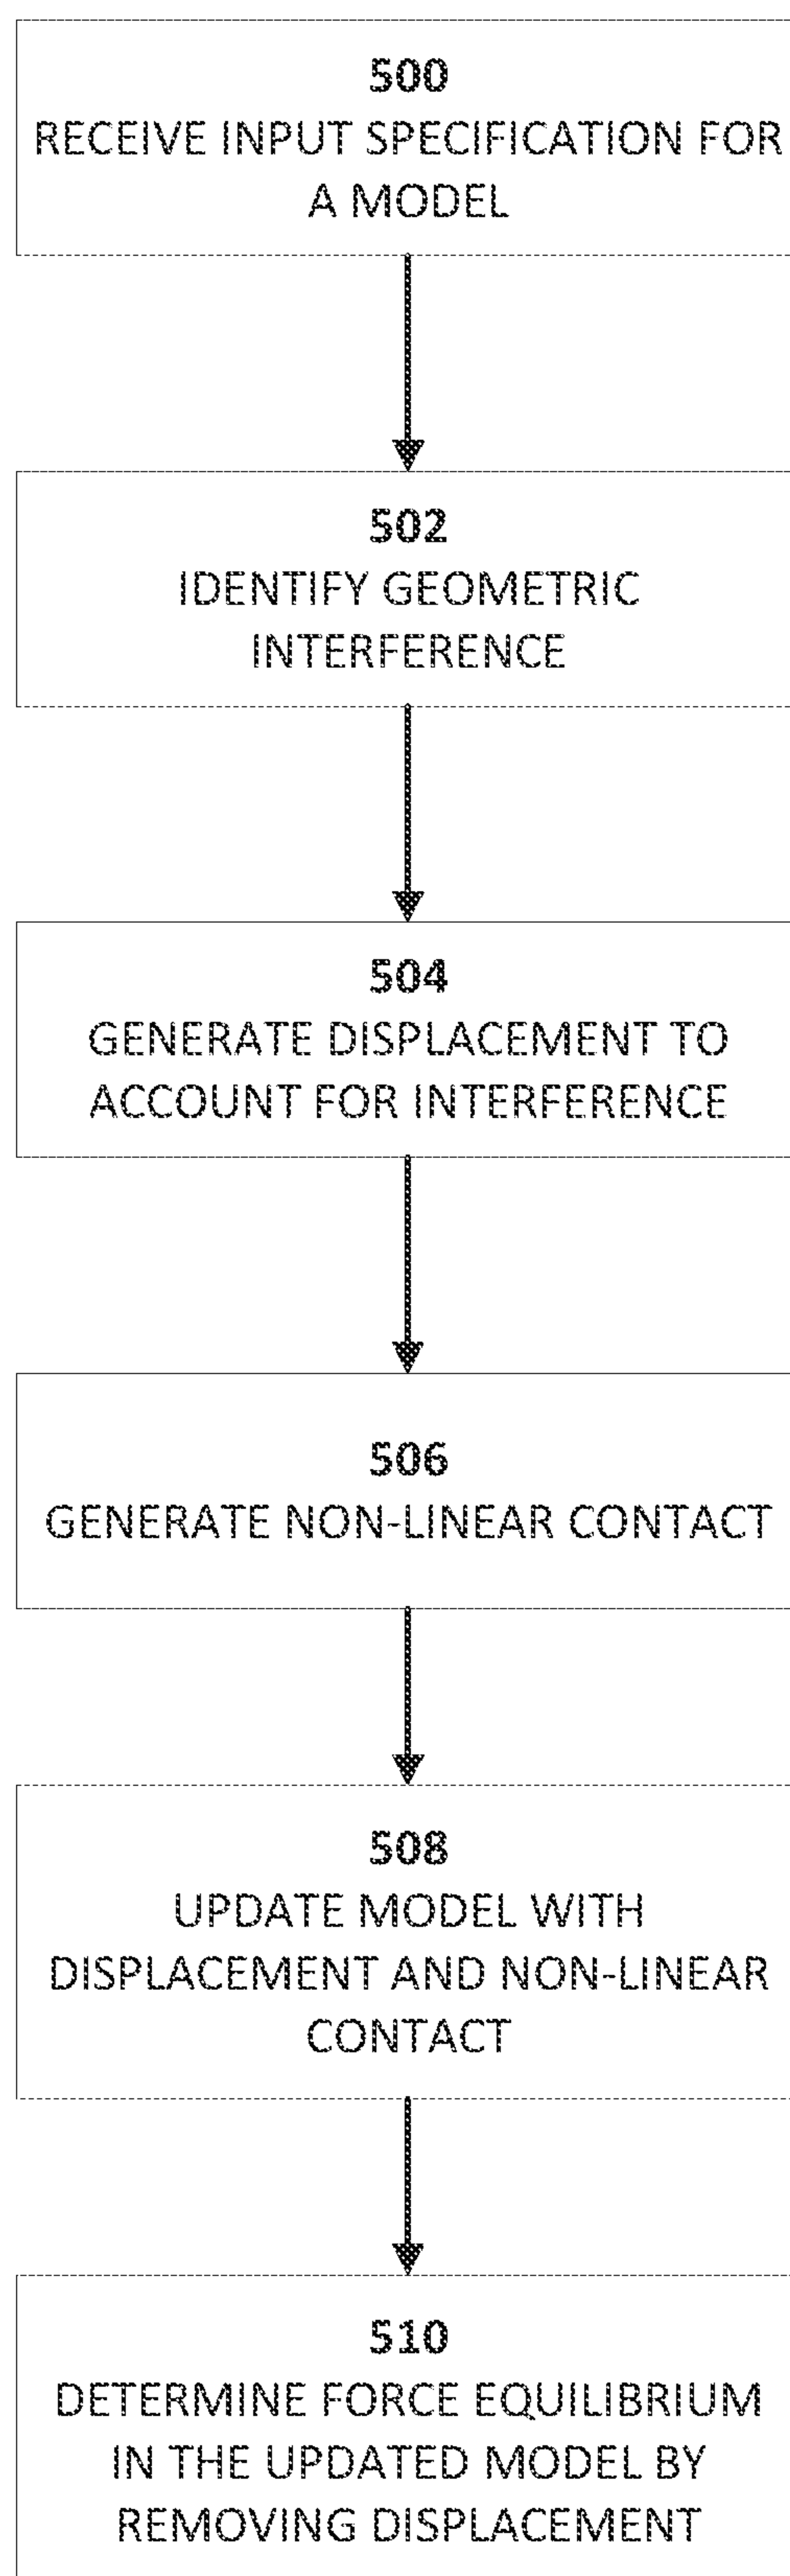 500
RECEIVE INPUT SPECIFICATION FOR
A MODEL
502
IDENTIFY GEOMETRIC
INTERFERENCE
504
GENERATE DISPLACEMENT TO
ACCOUNT FOR INTERFERENCE
506
GENERATE NON-LINEAR CONTACT
508
UPDATE MODEL WITH
DISPLACEMENT AND NON-LINEAR
CONTACT
510
DETERMINE FORCE EQUILIBRIUM
IN THE UPDATED MODEL BY
REMOVING DISPLACEMENT